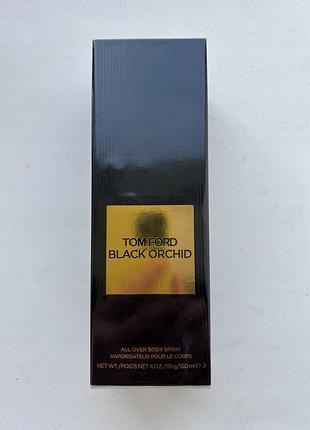 TOM FORD
BLACK ORCHID
ALL OVER BODY SPRAY
VAPORISATEUR POUR LE CORPS
NET WT./POIDS NET 4 OZ./115 g/150 ml ℮